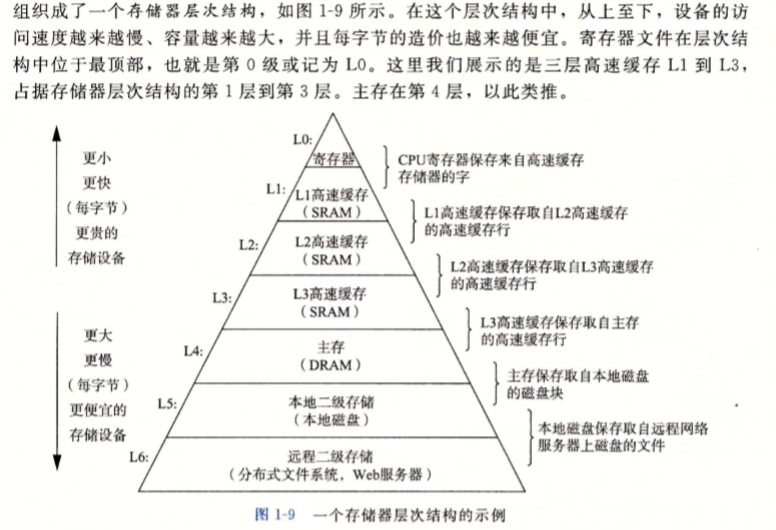 组织成了一个存储器层次结构，如图 1-9 所示。在这个层次结构中，从上至下，设备的访
问速度越来越慢、容量越来越大，并且每字节的造价也越来越便宜。寄存器文件在层次结
构中位于最顶部，也就是第 0 级或记为 L0。这里我们展示的是三层高速缓存 L1 到 L3，
占据存储器层次结构的第 1 层到第 3 层。主存在第 4 层，以此类推。
更小
更快
（每字节）
更贵的
存储设备
更大
更慢
（每字节）
更便宜的
存储设备
L0:
寄存器
CPU寄存器保存来自高速缓存
存储器的字
L1:
L1高速缓存
（SRAM）
L1高速缓存保存取自L2高速缓存
的高速缓存行
L2:
L2高速缓存
（SRAM）
L2高速缓存保存取自L3高速缓存
的高速缓存行
L3:
L3高速缓存
（SRAM）
L3高速缓存保存取自主存
的高速缓存行
L4:
主存
（DRAM）
主存保存取自本地磁盘
的磁盘块
L5:
本地二级存储
（本地磁盘）
本地磁盘保存取自远程网络
服务器上磁盘的文件
L6:
远程二级存储
（分布式文件系统，Web服务器）
图 1-9 一个存储器层次结构的示例